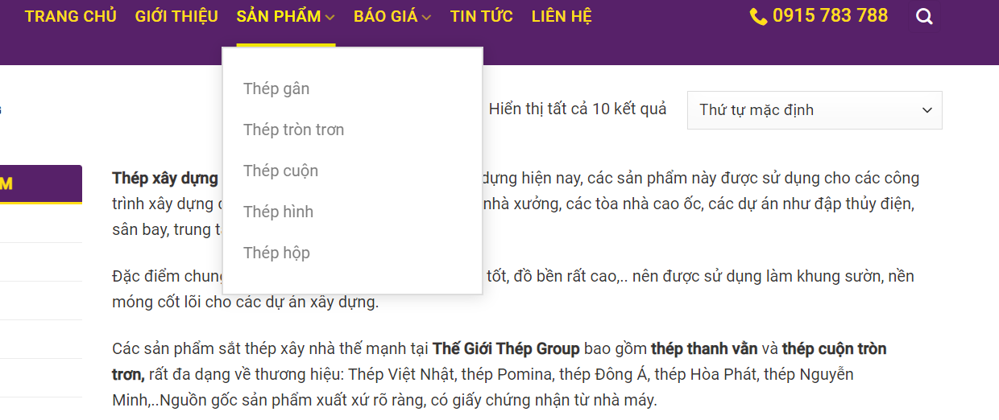 TRANG CHỦ GIỚI THIỆU SẢN PHẨM BÁO GIÁ TIN TỨC LIÊN HỆ 0915 783 788
Thép gân
Thép tròn trơn
Thép cuộn
Thép hình
Thép hộp
Hiển thị tất cả 10 kết quả Thứ tự mặc định
M
Thép xây dựng dựng hiện nay, các sản phẩm này được sử dụng cho các công
trình xây dựng nhà xưởng, các tòa nhà cao ốc, các dự án như đập thủy điện,
sân bay, trung
Đặc điểm chung tốt, đồ bền rất cao,.. nên được sử dụng làm khung sườn, nền
móng cốt lõi cho các dự án xây dựng.
Các sản phẩm sắt thép xây nhà thế mạnh tại Thế Giới Thép Group bao gồm thép thanh vằn và thép cuộn tròn
trơn, rất đa dạng về thương hiệu: Thép Việt Nhật, thép Pomina, thép Đông Á, thép Hòa Phát, thép Nguyễn
Minh,..Nguồn gốc sản phẩm xuất xứ rõ ràng, có giấy chứng nhận từ nhà máy.